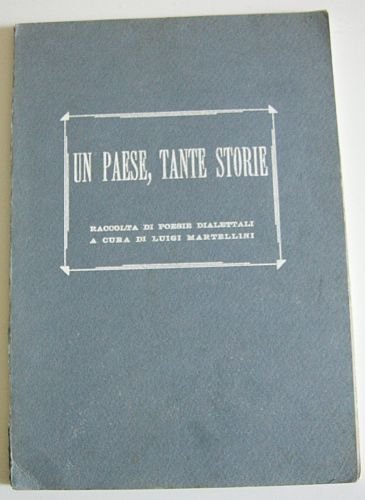 UN PAESE, TANTE STORIE
RACCOLTA DI POESIE DIALETTALI
A CURA DI LUIGI MARTELLINI